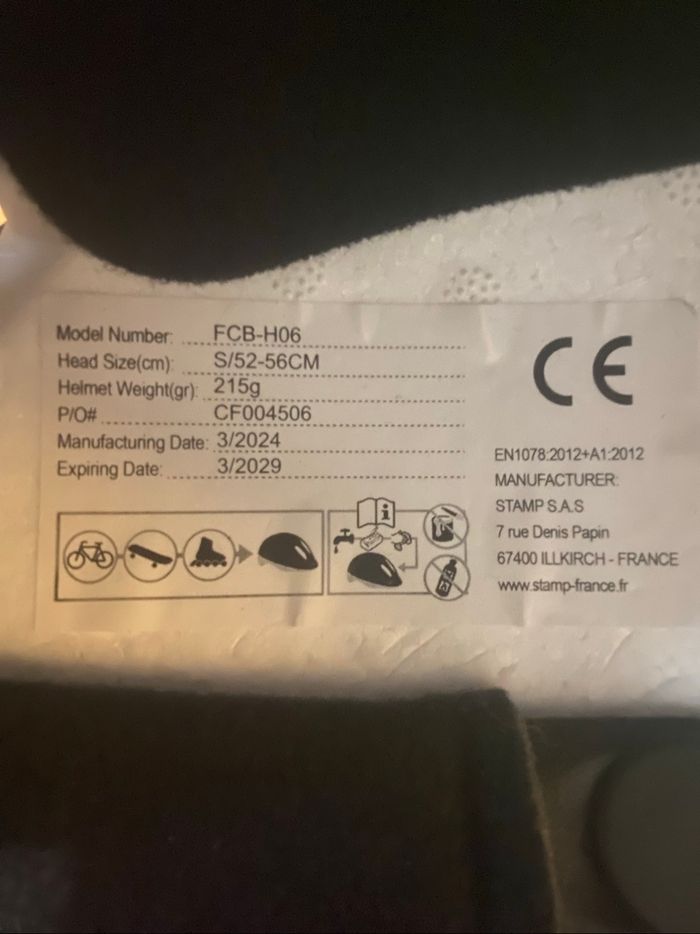 Model Number: FCB-H06
Head Size(cm): S/52-56CM
Helmet Weight(gr): 215g
P/O# CF004506
Manufacturing Date: 3/2024
Expiring Date: 3/2029
CE
EN1078:2012+A1:2012
MANUFACTURER:
STAMP S.A.S
7 rue Denis Papin
67400 ILLKIRCH - FRANCE
www.stamp-france.fr